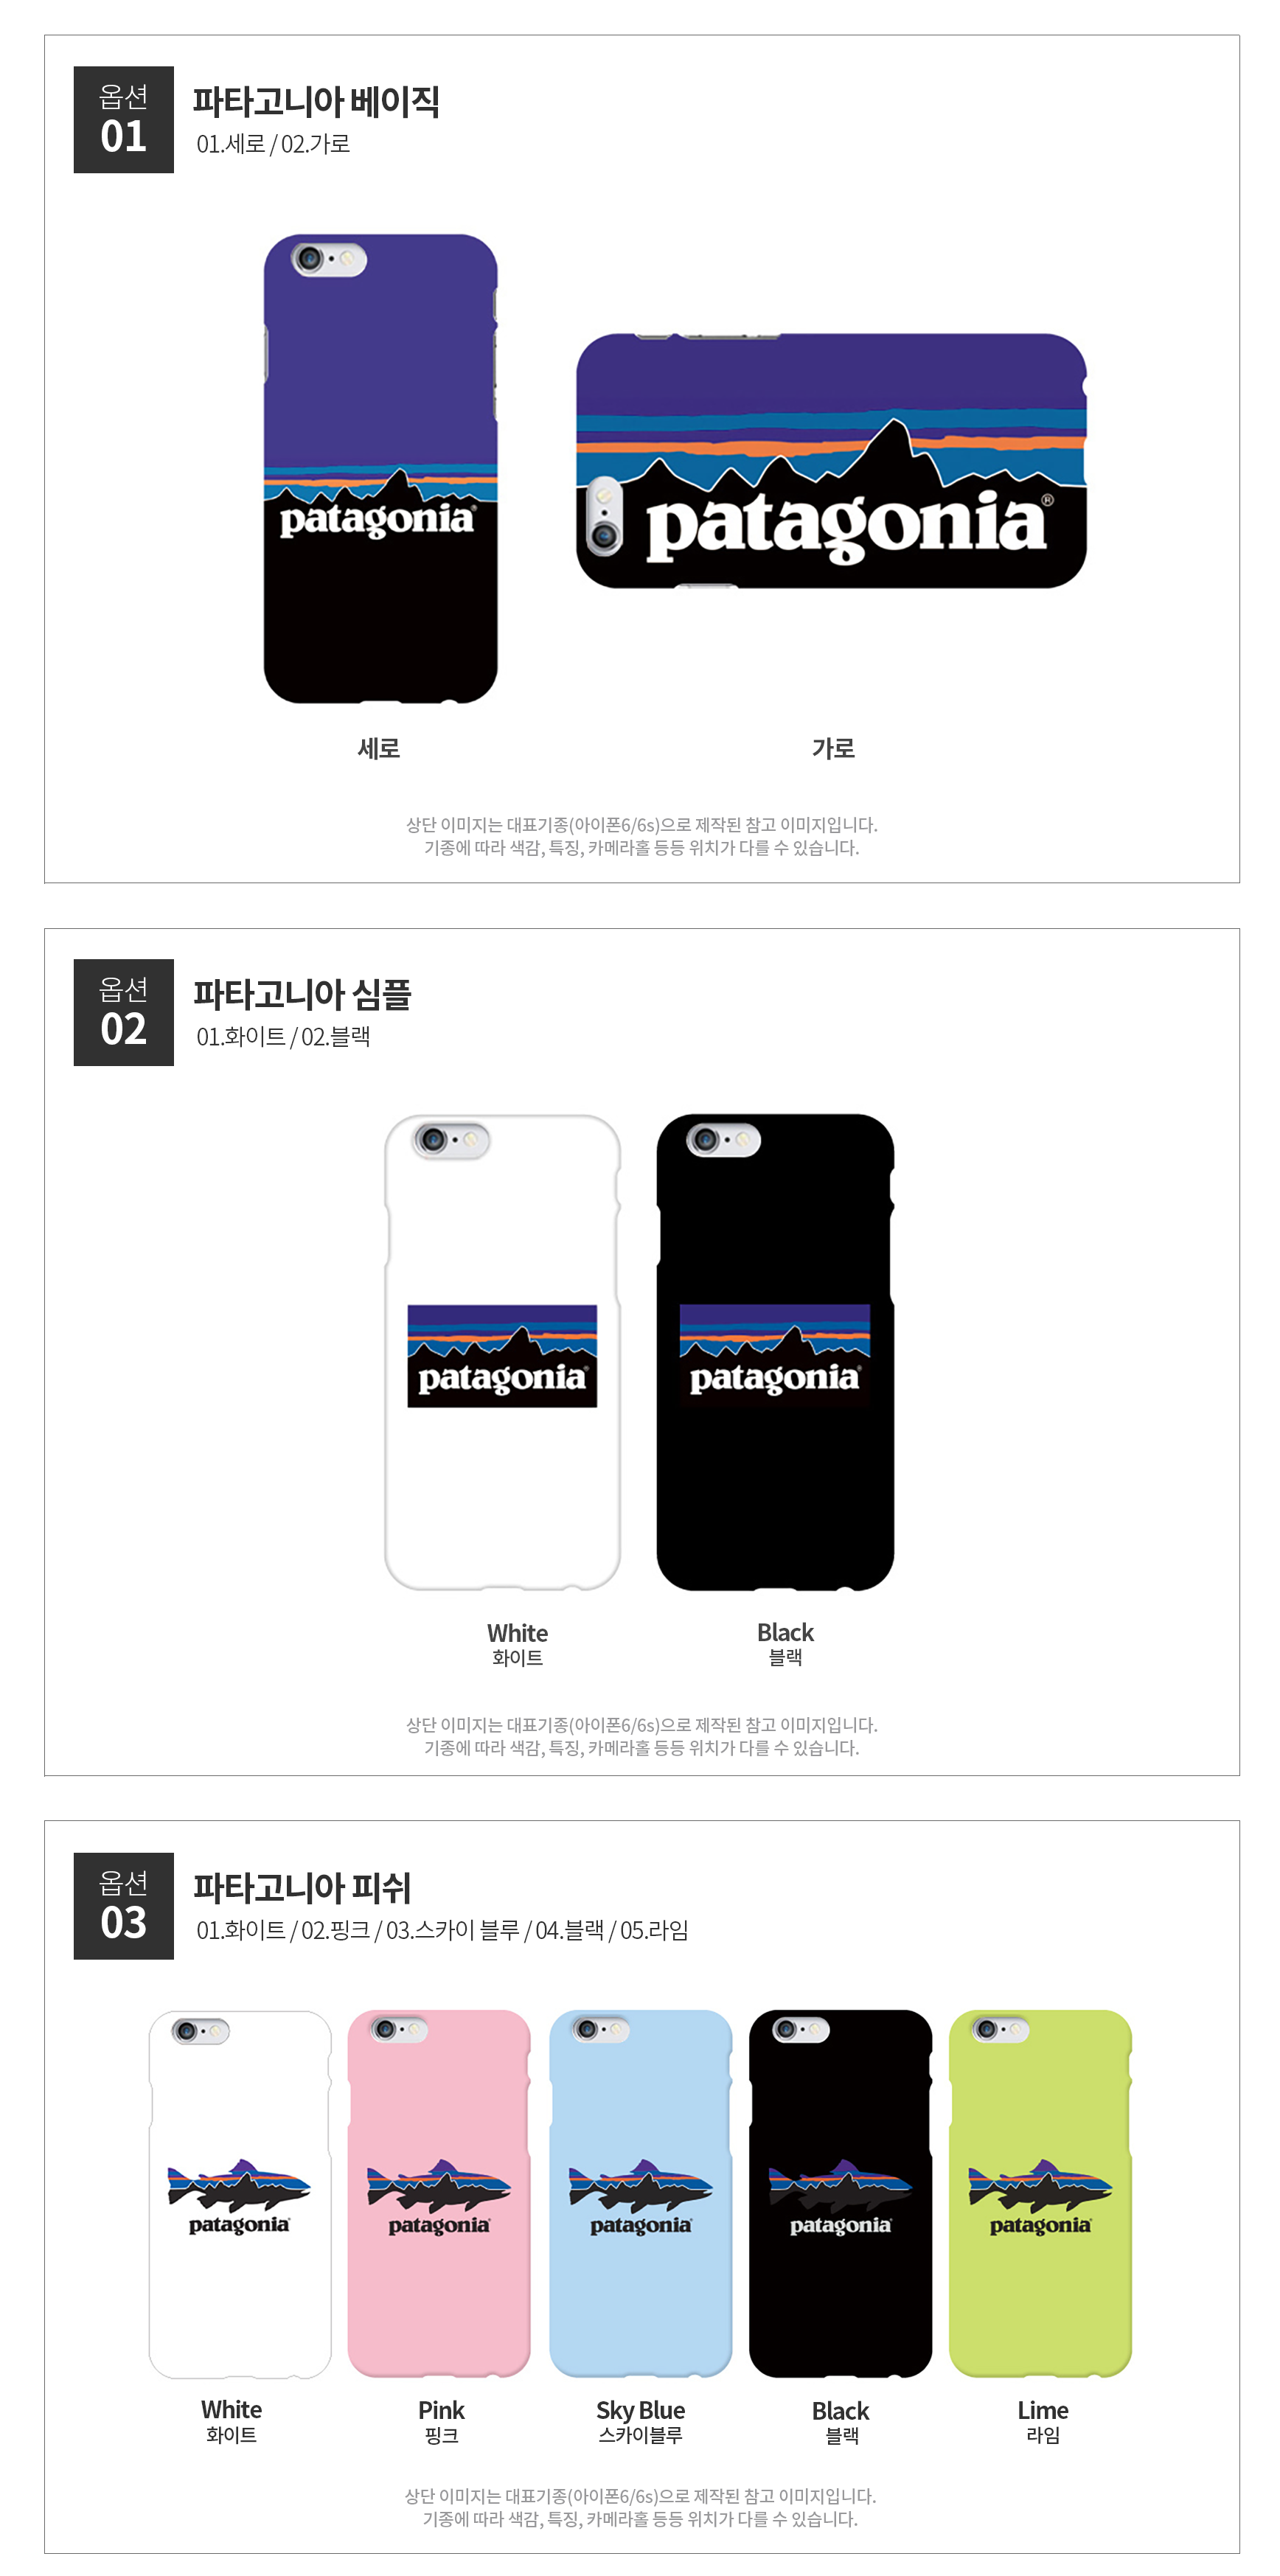 옵션
01
파타고니아 베이직
01.세로 / 02.가로
patagonia®
patagonia®
세로
가로
상단 이미지는 대표기종(아이폰6/6s)으로 제작된 참고 이미지입니다.
기종에 따라 색감, 특징, 카메라홀 등등 위치가 다를 수 있습니다.
옵션
02
파타고니아 심플
01.화이트 / 02.블랙
patagonia®
patagonia®
White
화이트
Black
블랙
상단 이미지는 대표기종(아이폰6/6s)으로 제작된 참고 이미지입니다.
기종에 따라 색감, 특징, 카메라홀 등등 위치가 다를 수 있습니다.
옵션
03
파타고니아 피쉬
01.화이트 / 02.핑크 / 03.스카이 블루 / 04.블랙 / 05.라임
patagonia
patagonia
patagonia
patagonia
patagonia
White
화이트
Pink
핑크
Sky Blue
스카이블루
Black
블랙
Lime
라임
상단 이미지는 대표기종(아이폰6/6s)으로 제작된 참고 이미지입니다.
기종에 따라 색감, 특징, 카메라홀 등등 위치가 다를 수 있습니다.